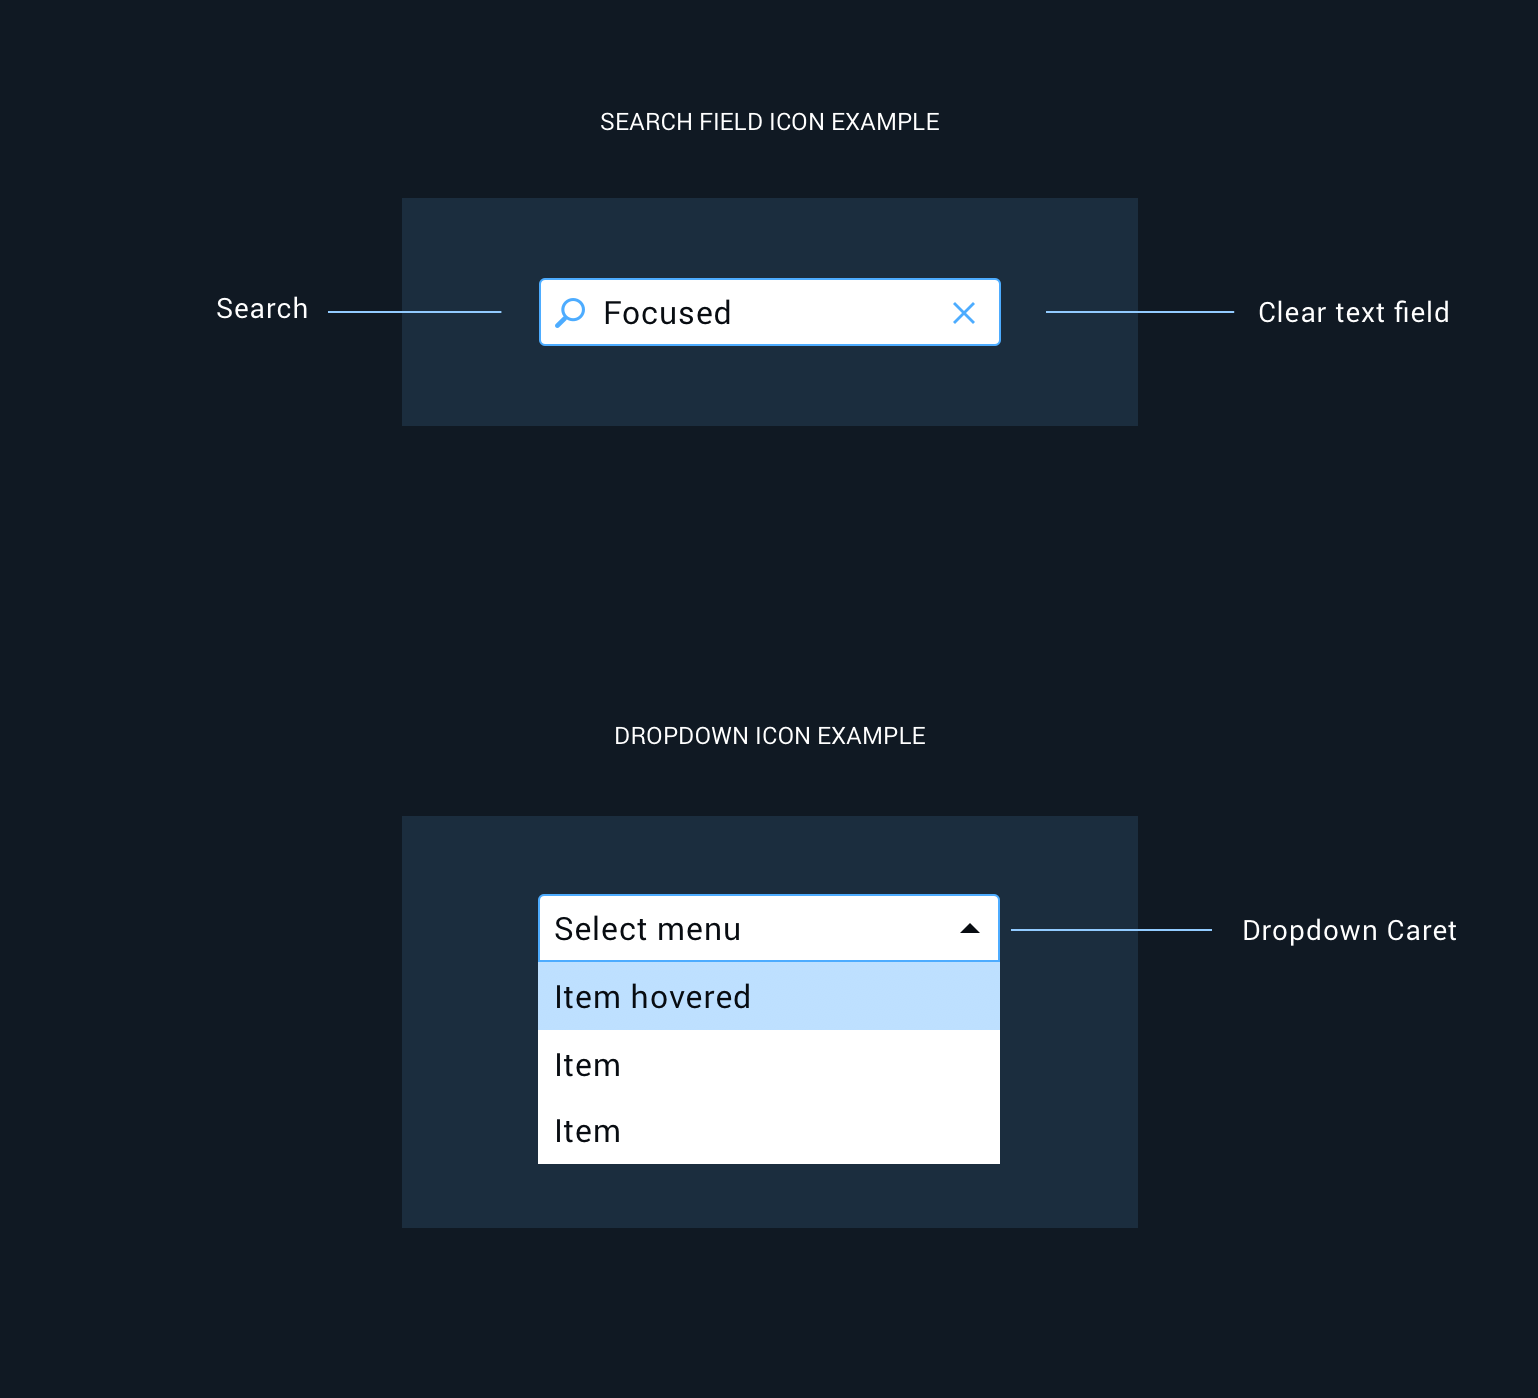 SEARCH FIELD ICON EXAMPLE
Search
Focused
Clear text field
DROPDOWN ICON EXAMPLE
Select menu
Dropdown Caret
Item hovered
Item
Item